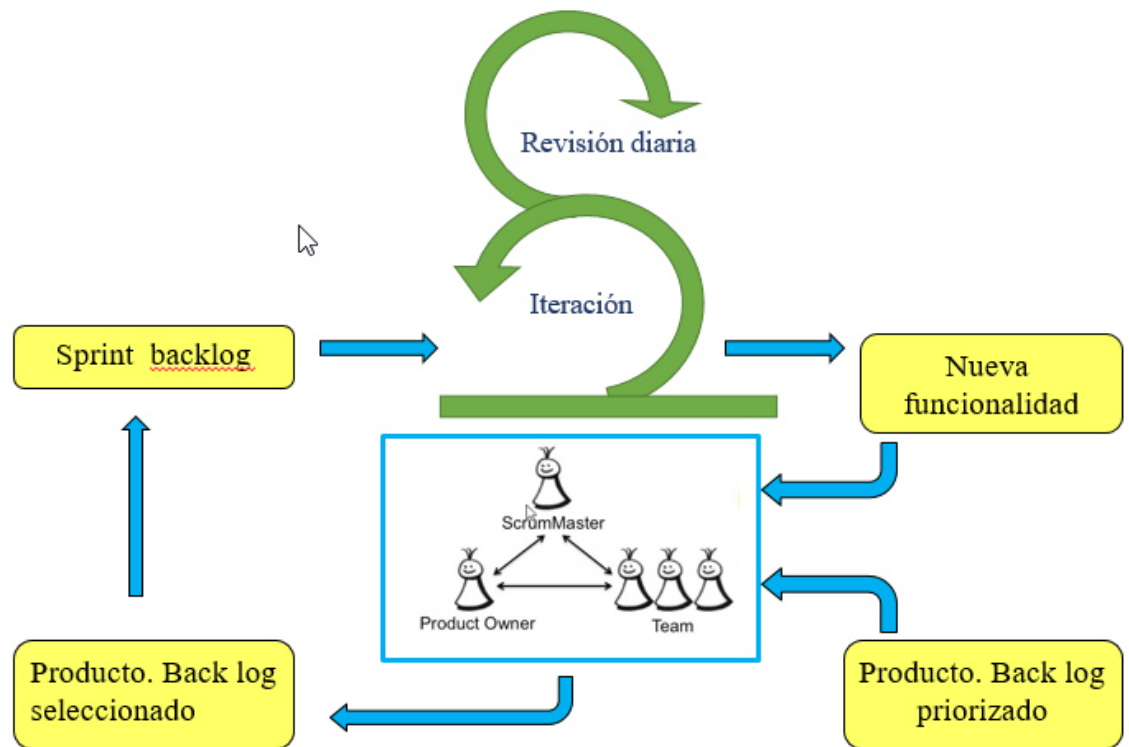 Revisión diaria
Iteración
Sprint backlog
Nueva
funcionalidad
ScrumMaster
Product Owner
Team
Producto. Back log
seleccionado
Producto. Back log
priorizado